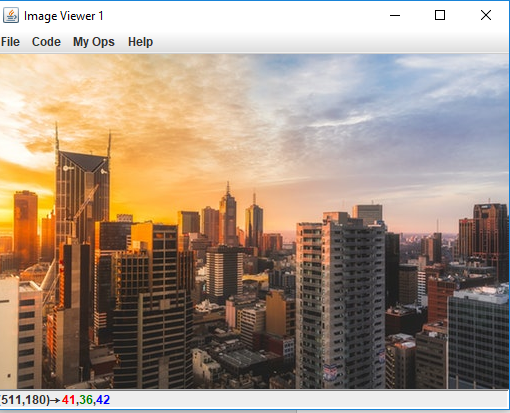 Image Viewer 1
File Code My Ops Help
(511,180)→41,36,42